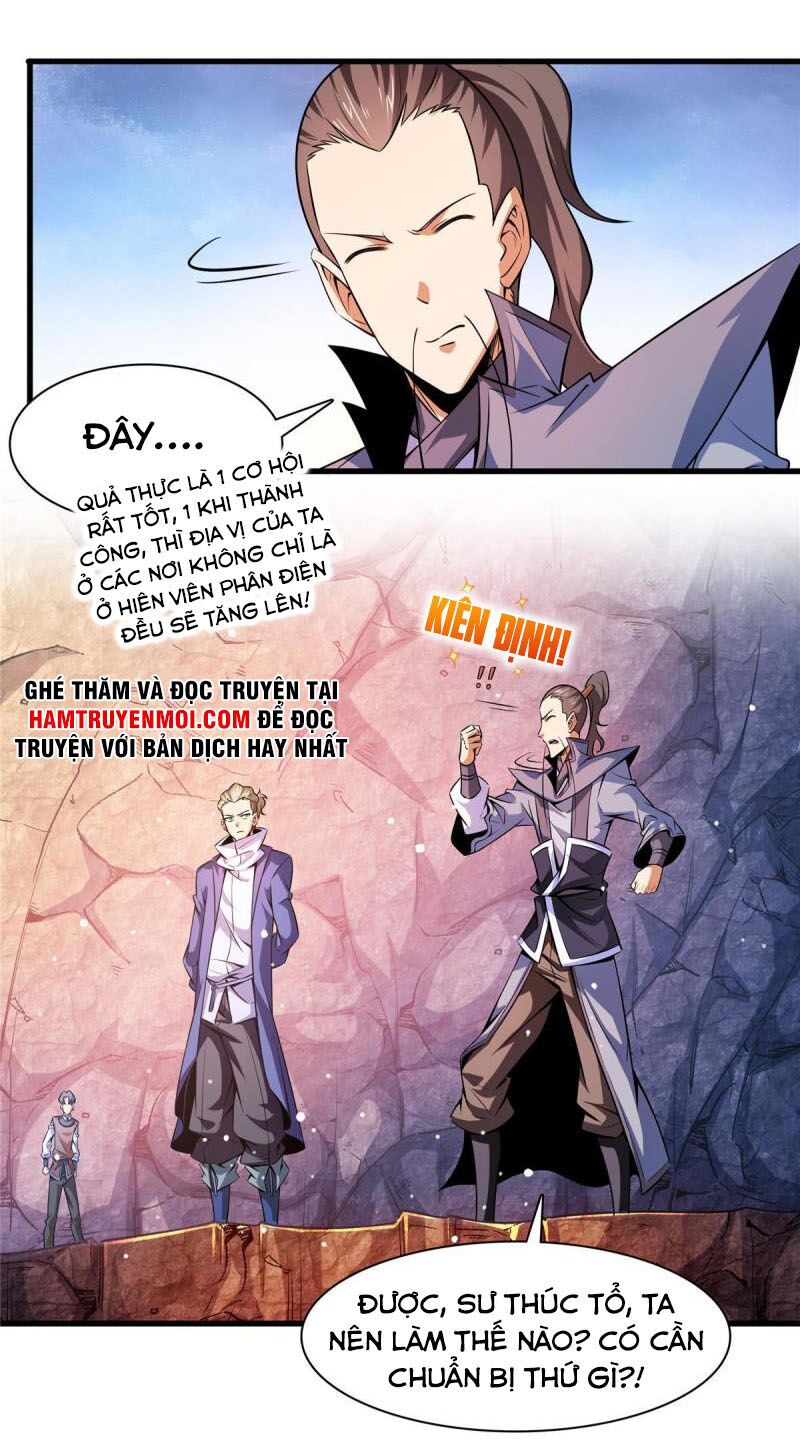 ĐÂY....
QUẢ THỰC LÀ 1 CƠ HỘI
RẤT TỐT, 1 KHI THÀNH
CÔNG, THÌ ĐỊA VỊ CỦA TA
Ở CÁC NƠI KHÔNG CHỈ LÀ
Ở HIÊN VIÊN PHÂN ĐIỆN
ĐỀU SẼ TĂNG LÊN!
KIÊN ĐỊNH!
!!
GHÉ THĂM VÀ ĐỌC TRUYỆN TẠI
HAMTRUYENMOI.COM ĐỂ ĐỌC
TRUYỆN VỚI BẢN DỊCH HAY NHẤT
ĐƯỢC, SƯ THÚC TỔ, TA
NÊN LÀM THẾ NÀO? CÓ CẦN
CHUẨN BỊ THỨ GÌ?!